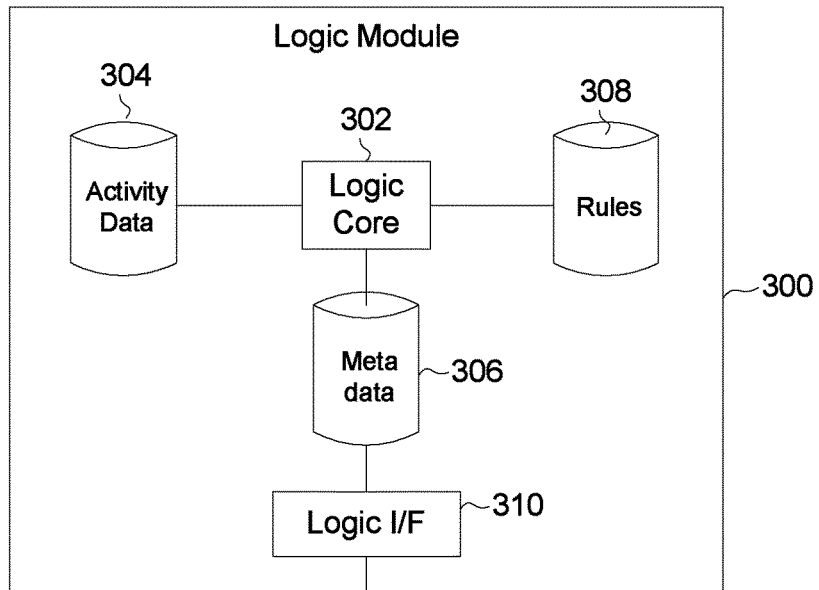 Logic Module
304
308
302
Activity
Data
Logic
Core
Rules
300
Meta
data
306
310
Logic I/F